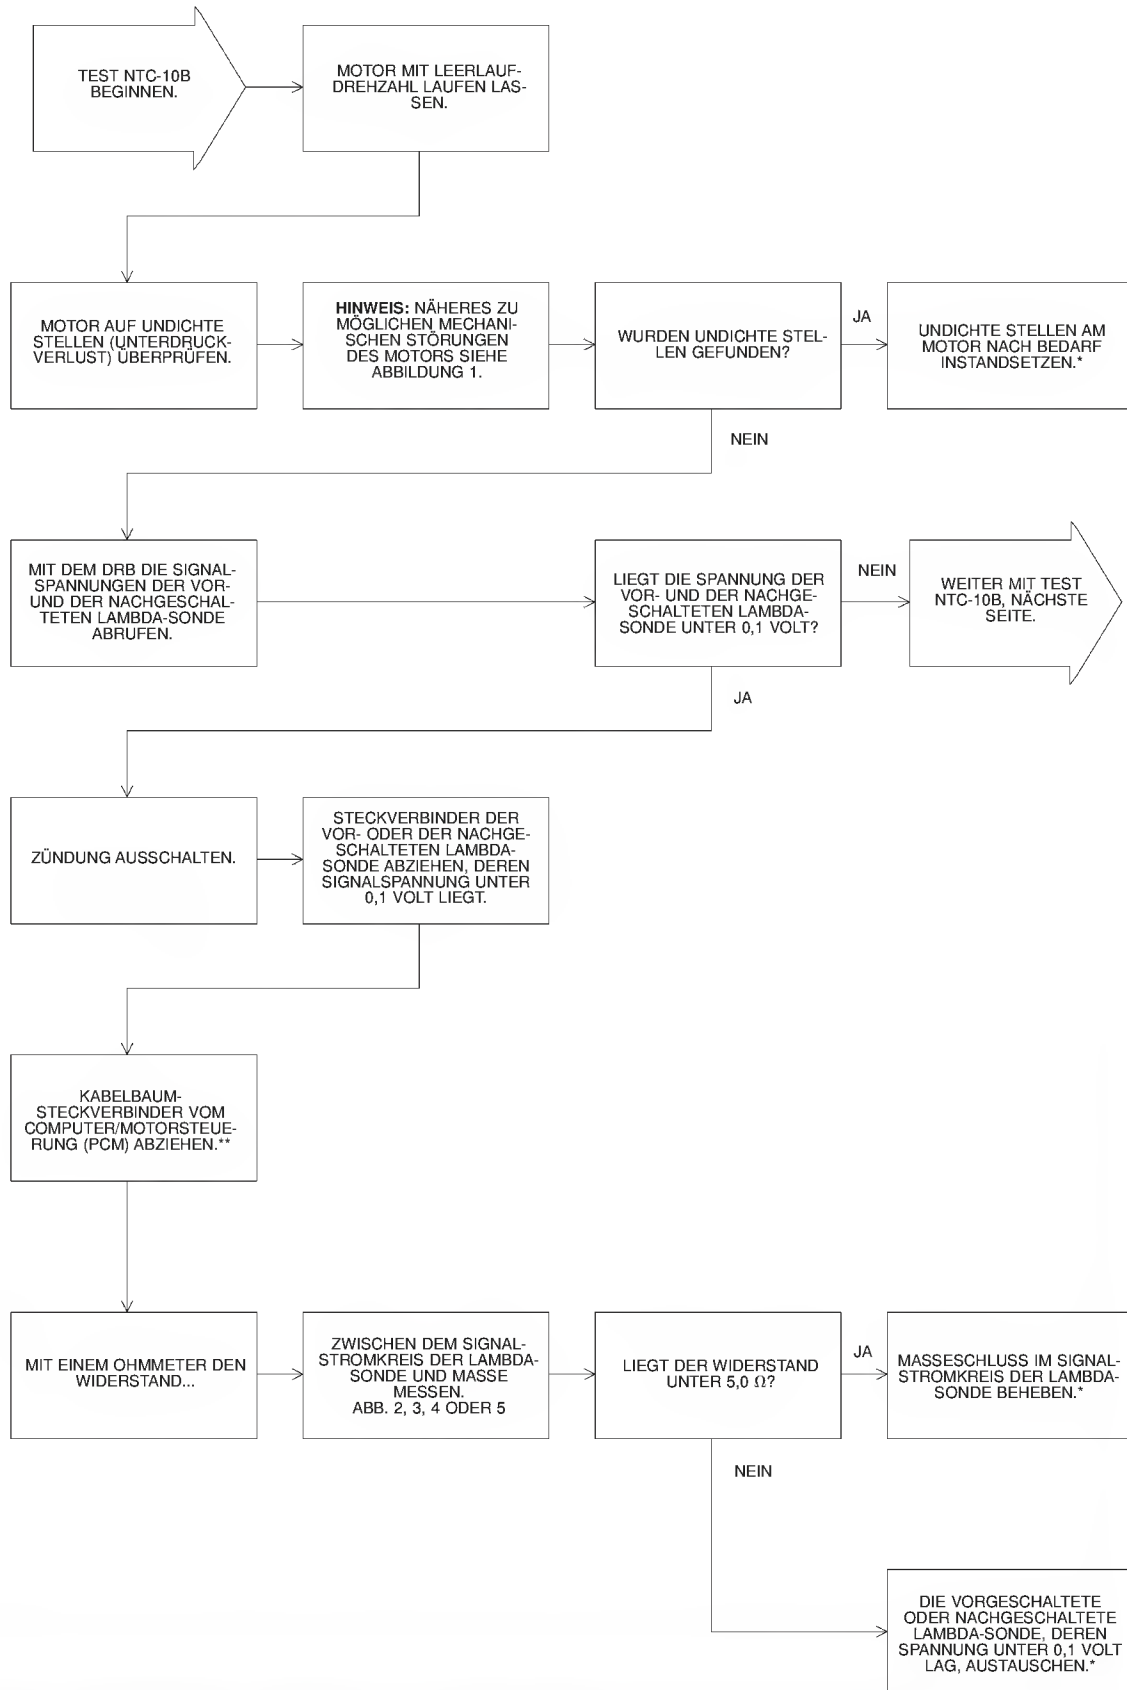 TEST NTC-10B
BEGINNEN.
MOTOR MIT LEERLAUF-
DREHZAHL LAUFEN LAS-
SEN.
MOTOR AUF UNDICHTE
STELLEN (UNTERDRUCK-
VERLUST) ÜBERPRÜFEN.
HINWEIS: NÄHERES ZU
MÖGLICHEN MECHANI-
SCHEN STÖRUNGEN
DES MOTORS SIEHE
ABBILDUNG 1.
WURDEN UNDICHTE STEL-
LEN GEFUNDEN?
JA
UNDICHTE STELLEN AM
MOTOR NACH BEDARF
INSTANDSETZEN.*
NEIN
MIT DEM DRB DIE SIGNAL-
SPANNUNGEN DER VOR-
UND DER NACHGESCHAL-
TETEN LAMBDA-SONDE
ABRUFEN.
LIEGT DIE SPANNUNG DER
VOR- UND DER NACHGE-
SCHALTETEN LAMBDA-
SONDE UNTER 0,1 VOLT?
NEIN
WEITER MIT TEST
NTC-10B, NÄCHSTE
SEITE.
JA
ZÜNDUNG AUSSCHALTEN.
STECKVERBINDER DER
VOR- ODER DER NACHGE-
SCHALTETEN LAMBDA-
SONDE ABZIEHEN, DEREN
SIGNALSPANNUNG UNTER
0,1 VOLT LIEGT.
KABELBAUM-
STECKVERBINDER VOM
COMPUTER/MOTORSTEUE-
RUNG (PCM) ABZIEHEN.**
MIT EINEM OHMMETER DEN
WIDERSTAND...
ZWISCHEN DEM SIGNAL-
STROMKREIS DER LAMBDA-
SONDE UND MASSE
MESSEN.
ABB. 2, 3, 4 ODER 5
LIEGT DER WIDERSTAND
UNTER 5,0 Ω?
JA
MASSESCHLUSS IM SIGNAL-
STROMKREIS DER LAMBDA-
SONDE BEHEBEN.*
NEIN
DIE VORGESCHALTETE
ODER NACHGESCHALTETE
LAMBDA-SONDE, DEREN
SPANNUNG UNTER 0,1 VOLT
LAG, AUSTAUSCHEN.*